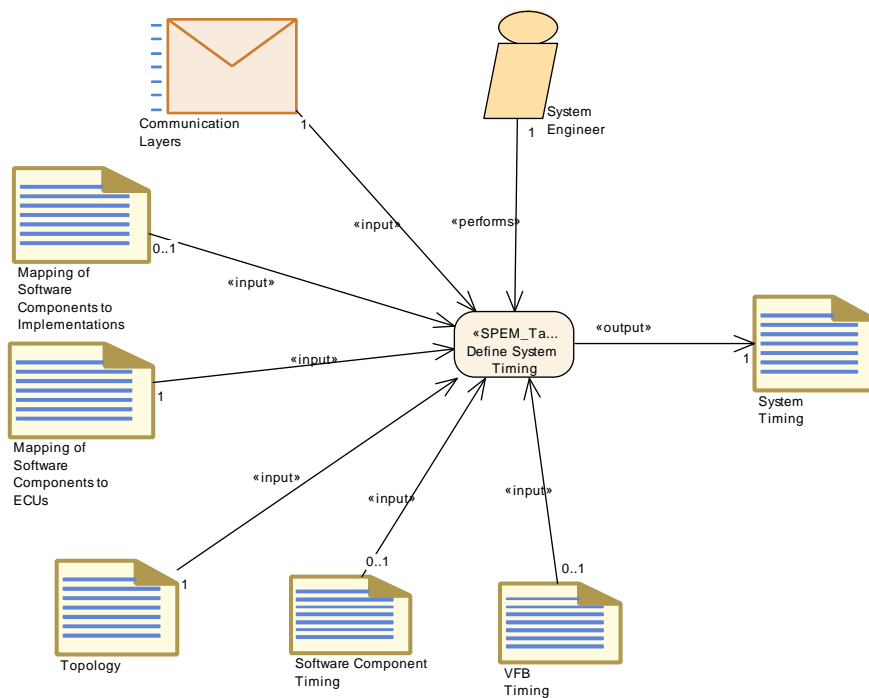 Communication
Layers
1
System
Engineer
1
«input»
«performs»
Mapping of
Software
Components to
Implementations
0..1
«input»
«SPEM_Ta...
Define System
Timing
«output»
1
System
Timing
«input»
1
Mapping of
Software
Components to
ECUs
«input»
1
Topology
«input»
0..1
Software Component
Timing
«input»
0..1
VFB
Timing